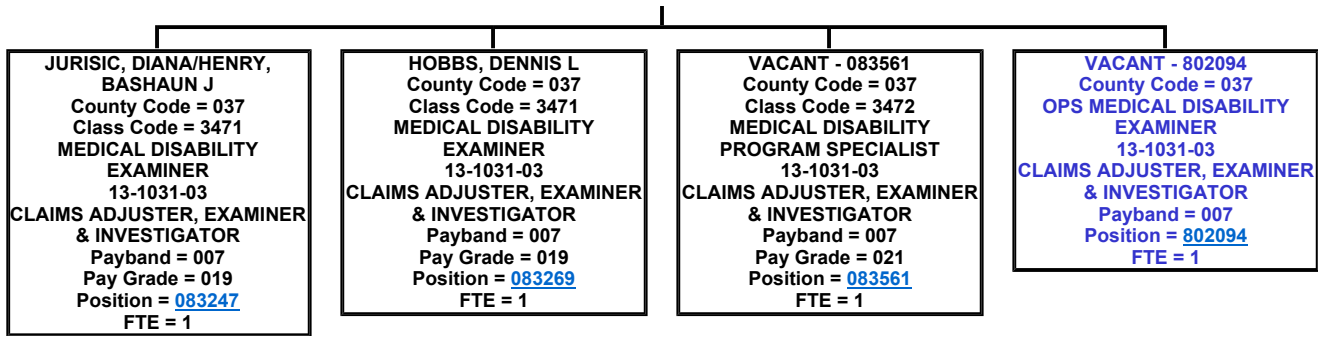 JURISIC, DIANA/HENRY,
BASHAUN J
County Code = 037
Class Code = 3471
MEDICAL DISABILITY
EXAMINER
13-1031-03
CLAIMS ADJUSTER, EXAMINER
& INVESTIGATOR
Payband = 007
Pay Grade = 019
Position = 083247
FTE = 1
HOBBS, DENNIS L
County Code = 037
Class Code = 3471
MEDICAL DISABILITY
EXAMINER
13-1031-03
CLAIMS ADJUSTER, EXAMINER
& INVESTIGATOR
Payband = 007
Pay Grade = 019
Position = 083269
FTE = 1
VACANT - 083561
County Code = 037
Class Code = 3472
MEDICAL DISABILITY
PROGRAM SPECIALIST
13-1031-03
CLAIMS ADJUSTER, EXAMINER
& INVESTIGATOR
Payband = 007
Pay Grade = 021
Position = 083561
FTE = 1
VACANT - 802094
County Code = 037
OPS MEDICAL DISABILITY
EXAMINER
13-1031-03
CLAIMS ADJUSTER, EXAMINER
& INVESTIGATOR
Payband = 007
Position = 802094
FTE = 1